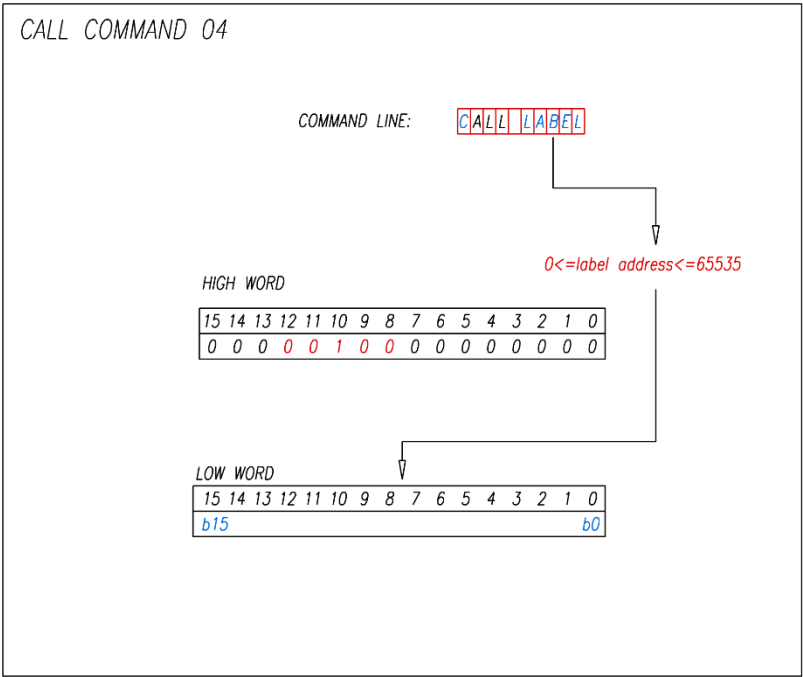 CALL COMMAND 04
COMMAND LINE: CALL LABEL
0<=label address<=65535
HIGH WORD
15 14 13 12 11 10 9 8 7 6 5 4 3 2 1 0
0 0 0 0 0 1 0 0 0 0 0 0 0 0 0 0
LOW WORD
15 14 13 12 11 10 9 8 7 6 5 4 3 2 1 0
b15 b0